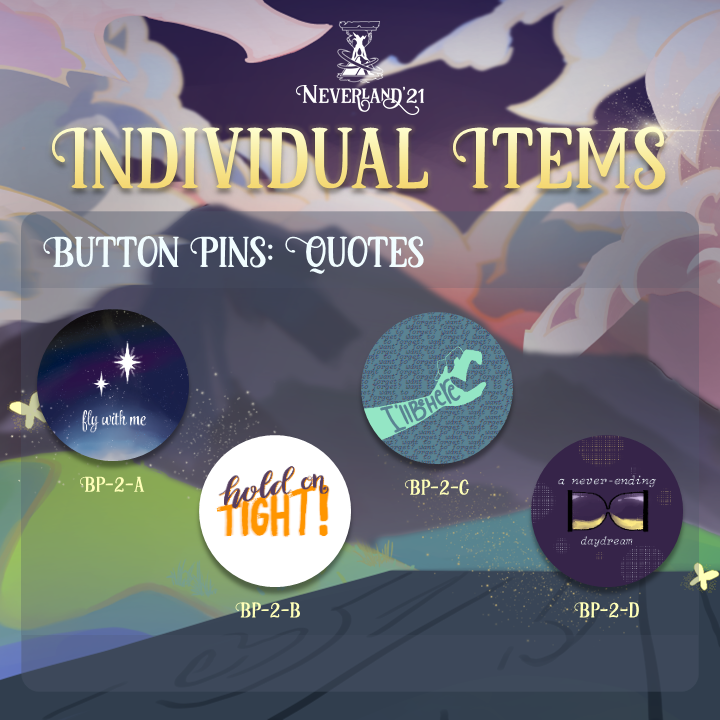 NEVERLAND'21
INDIVIDUAL ITEMS
BUTTON PINS: QUOTES
fly with me
BP-2-A
hold on
TIGHT!
BP-2-B
I'll Be Here
BP-2-C
a never-ending
daydream
BP-2-D